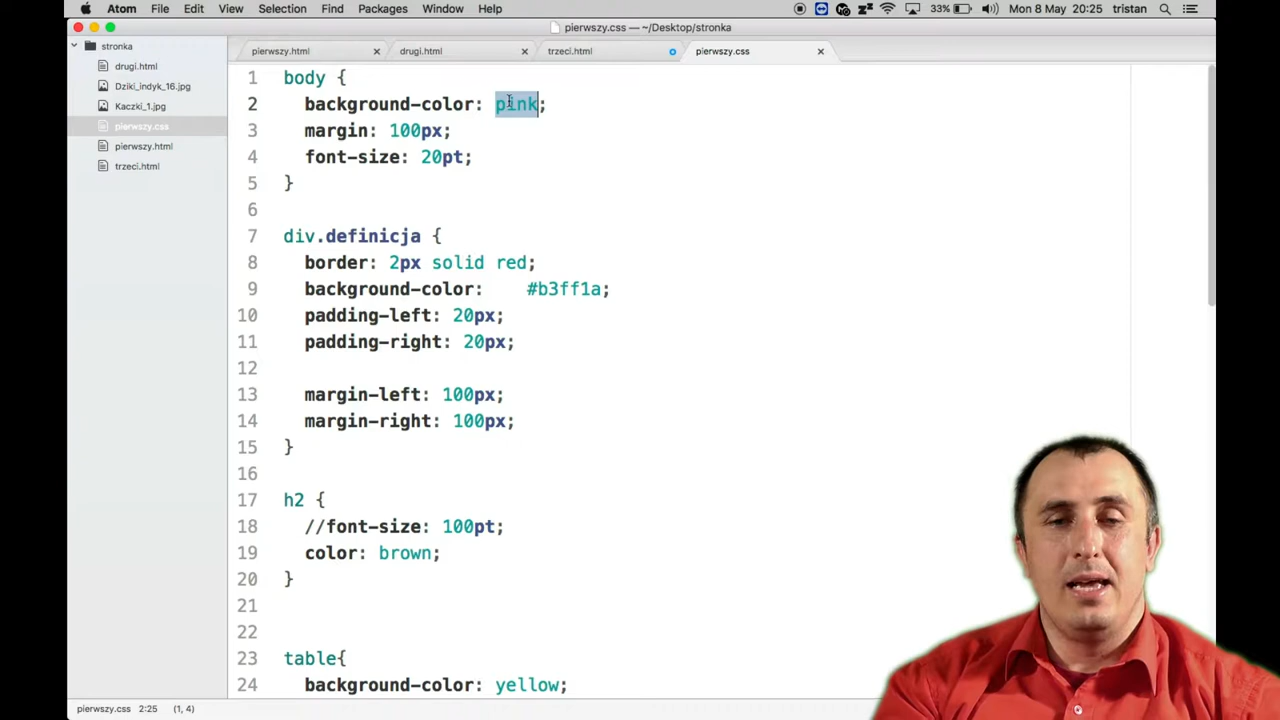 Atom File Edit View Selection Find Packages Window Help 33% Mon 8 May 20:25 tristan
pierwszy.css — ~/Desktop/stronka
stronka
drugi.html
Dziki_indyk_16.jpg
Kaczki_1.jpg
pierwszy.css
pierwszy.html
trzeci.html
pierwszy.html drugi.html trzeci.html pierwszy.css
1 body {
2 background-color: pink;
3 margin: 100px;
4 font-size: 20pt;
5 }
6
7 div.definicja {
8 border: 2px solid red;
9 background-color: #b3ff1a;
10 padding-left: 20px;
11 padding-right: 20px;
12
13 margin-left: 100px;
14 margin-right: 100px;
15 }
16
17 h2 {
18 //font-size: 100pt;
19 color: brown;
20 }
21
22
23 table{
24 background-color: yellow;
pierwszy.css 2:25 (1, 4)